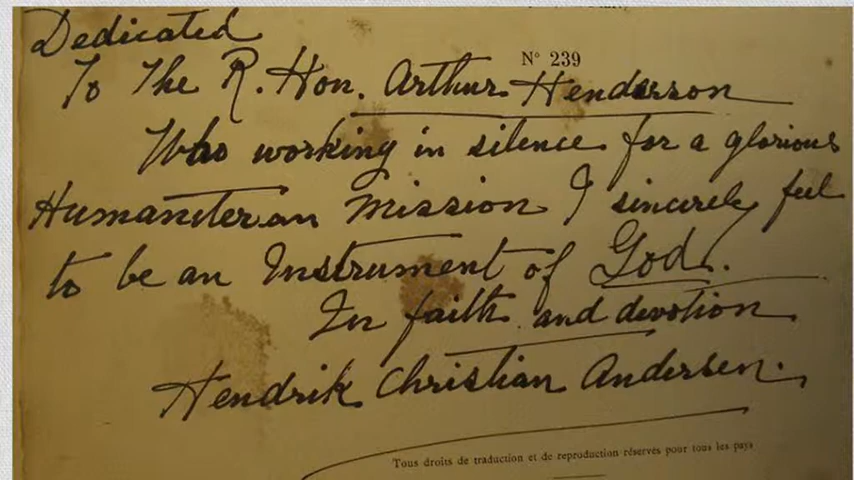 Dedicated
N° 239
To The R. Hon. Arthur Henderson
Who working in silence for a glorious
Humaniterian Mission I sincerely feel
to be an Instrument of God.
In faith and devotion
Hendrik Christian Andersen.
Tous droits de traduction et de reproduction réservés pour tous les pays